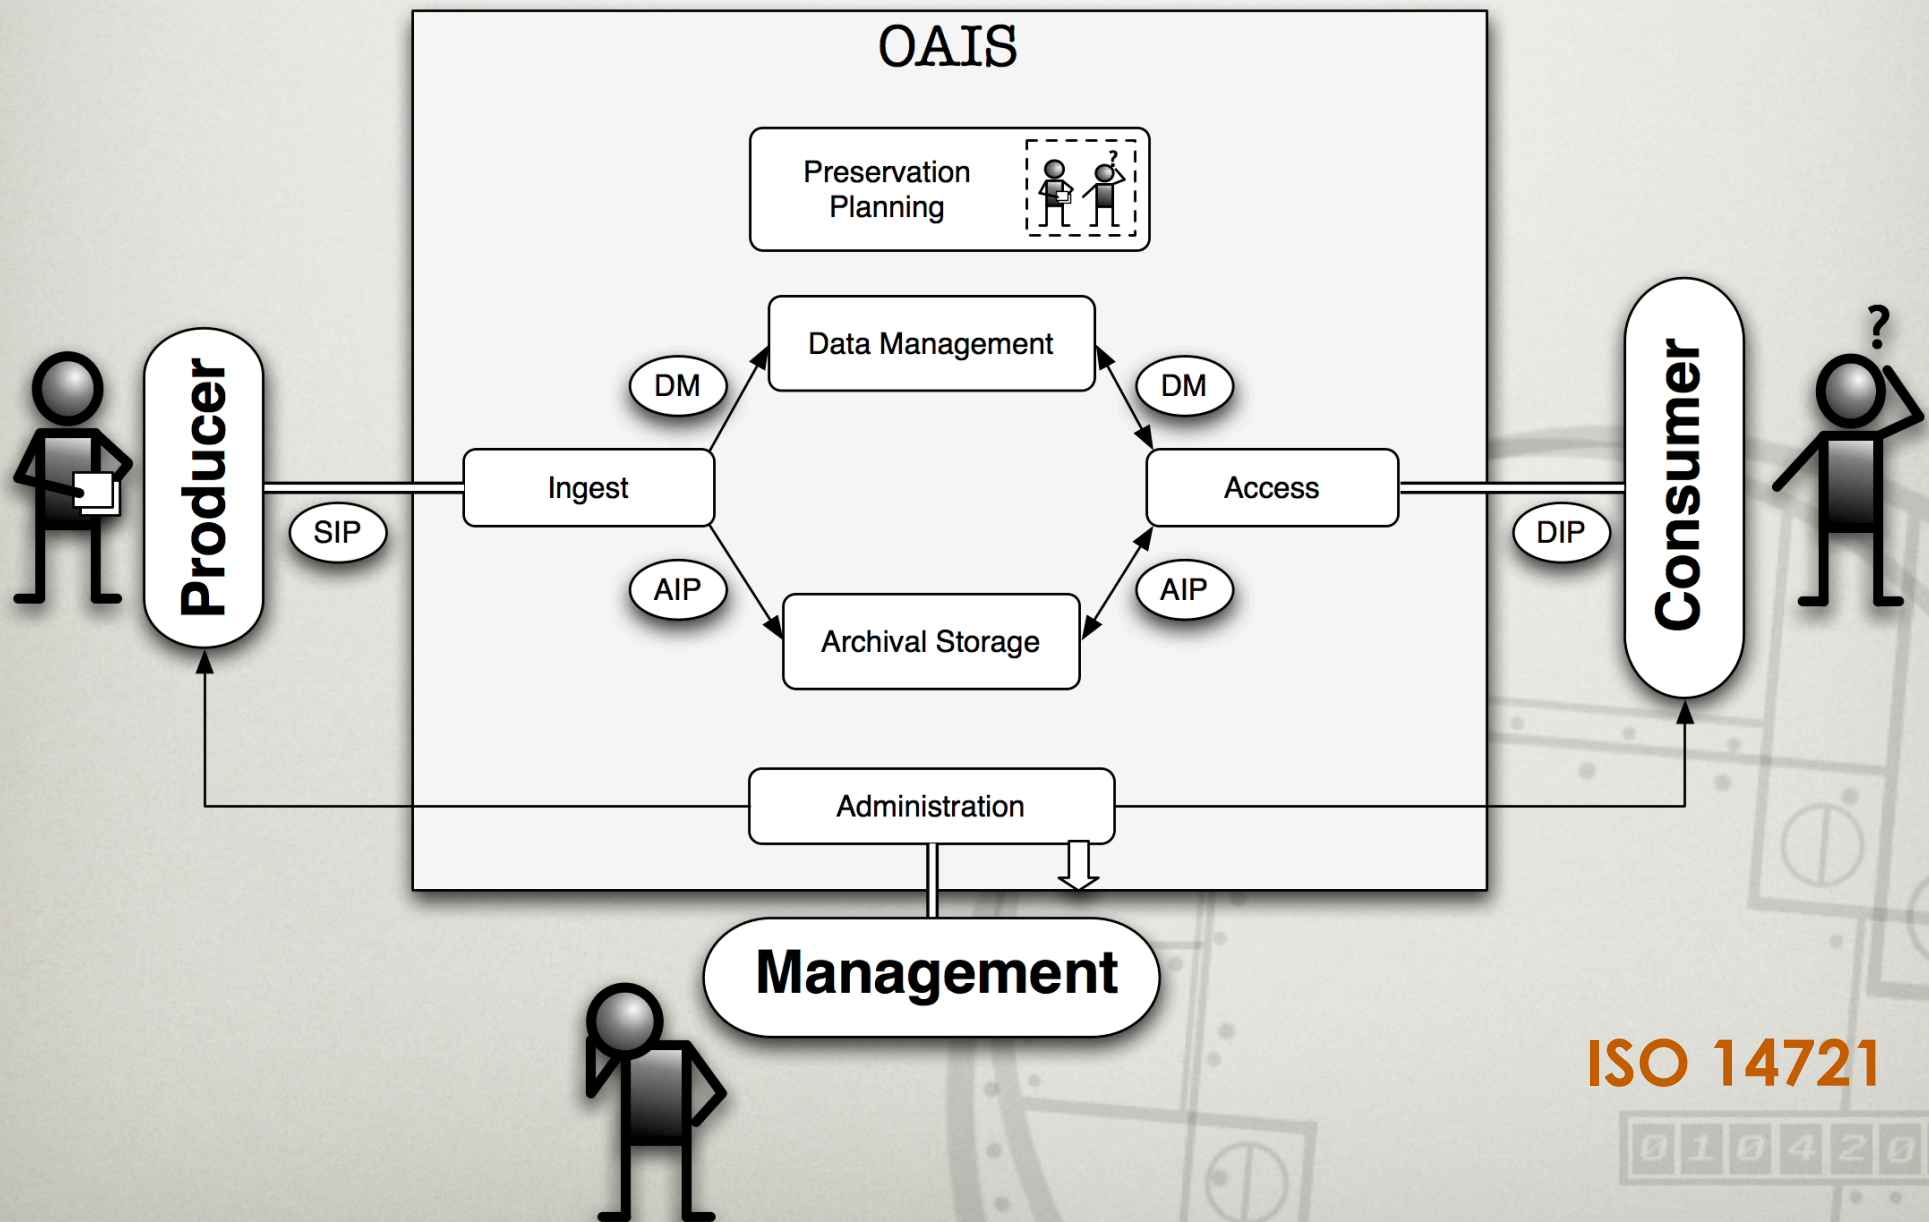 OAIS
Preservation
Planning
?
Data Management
DM
DM
?
Producer
Consumer
Ingest
Access
SIP
DIP
AIP
AIP
Archival Storage
Administration
Management
ISO 14721
010420